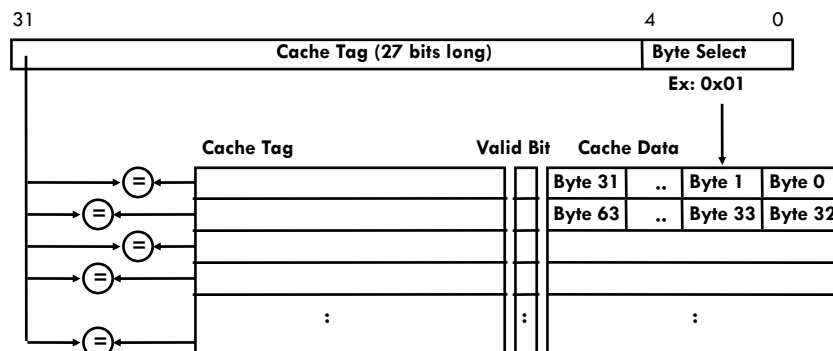 31 4 0
Cache Tag (27 bits long) Byte Select
Ex: 0x01
Cache Tag Valid Bit Cache Data
= Byte 31 .. Byte 1 Byte 0
= Byte 63 .. Byte 33 Byte 32
=
=
: : :
=